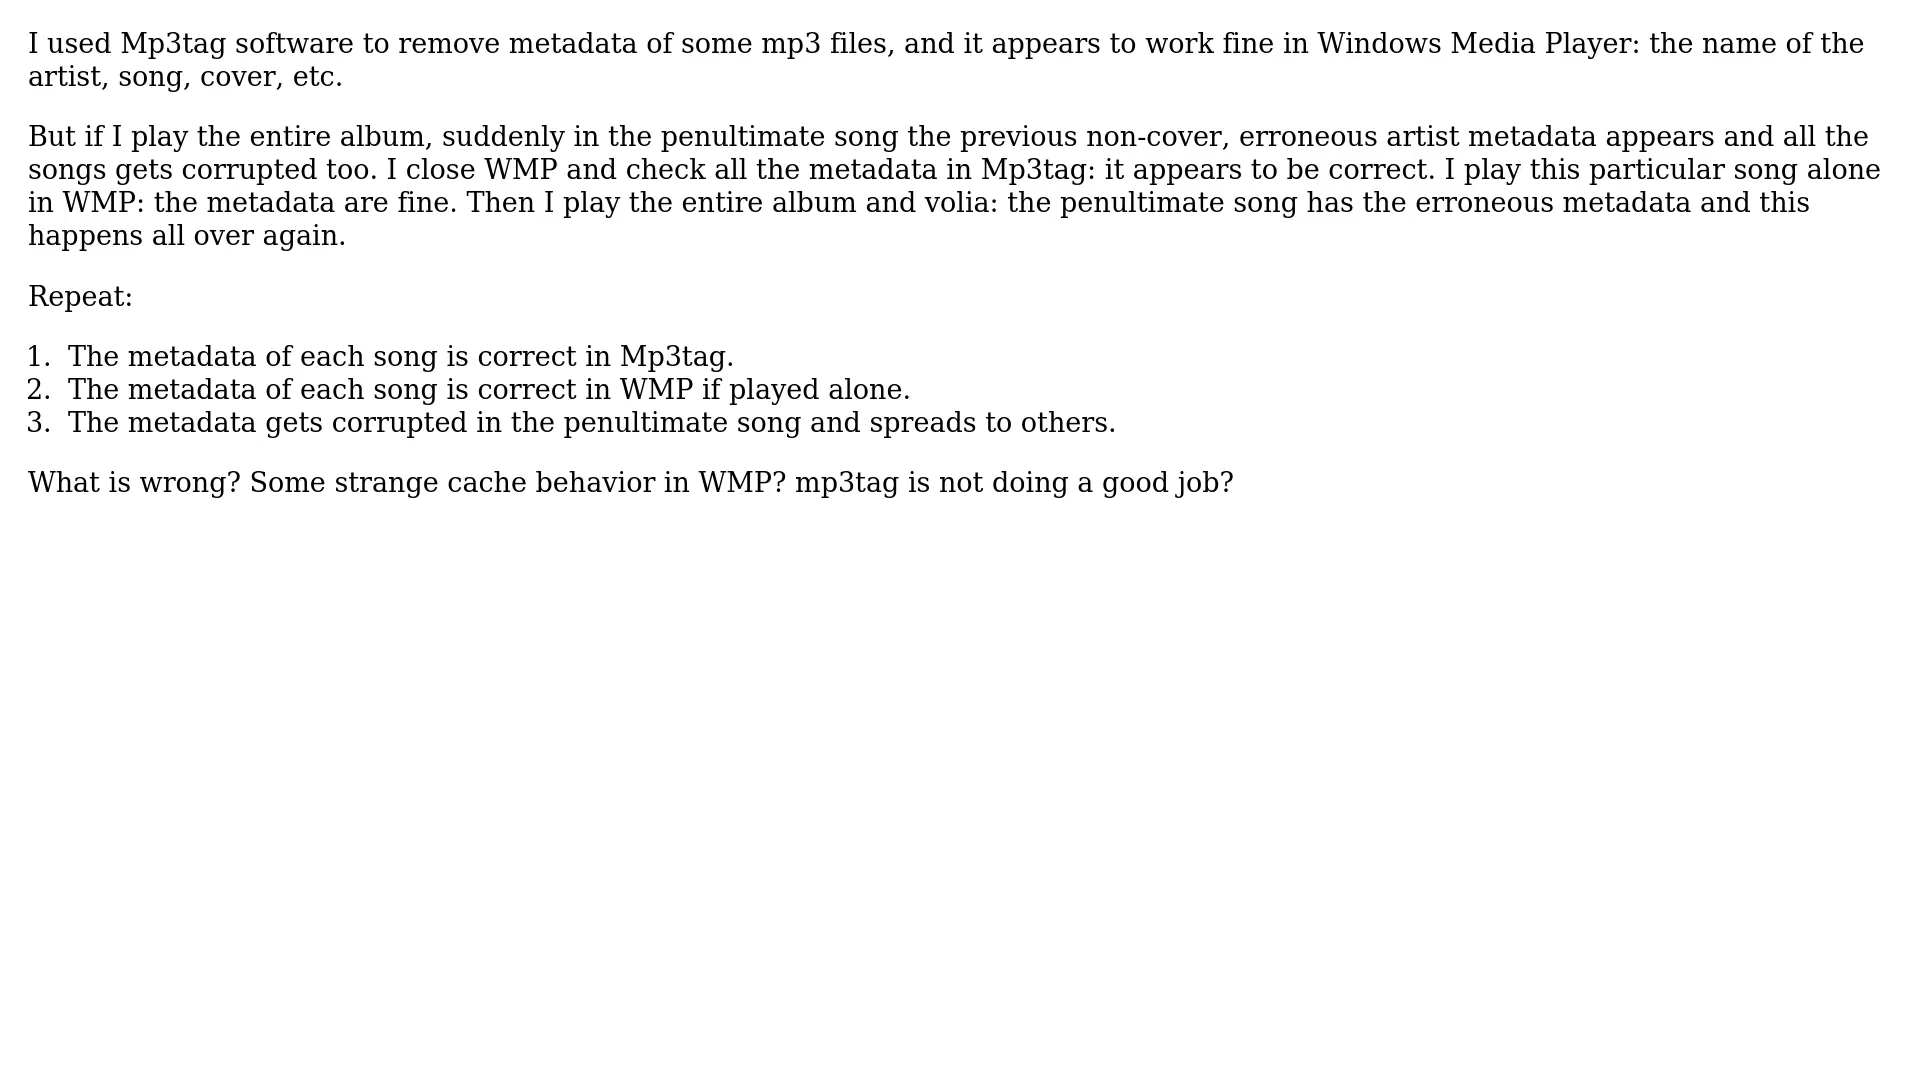 I used Mp3tag software to remove metadata of some mp3 files, and it appears to work fine in Windows Media Player: the name of the
artist, song, cover, etc.
But if I play the entire album, suddenly in the penultimate song the previous non-cover, erroneous artist metadata appears and all the
songs gets corrupted too. I close WMP and check all the metadata in Mp3tag: it appears to be correct. I play this particular song alone
in WMP: the metadata are fine. Then I play the entire album and volia: the penultimate song has the erroneous metadata and this
happens all over again.
Repeat:
1. The metadata of each song is correct in Mp3tag.
2. The metadata of each song is correct in WMP if played alone.
3. The metadata gets corrupted in the penultimate song and spreads to others.
What is wrong? Some strange cache behavior in WMP? mp3tag is not doing a good job?